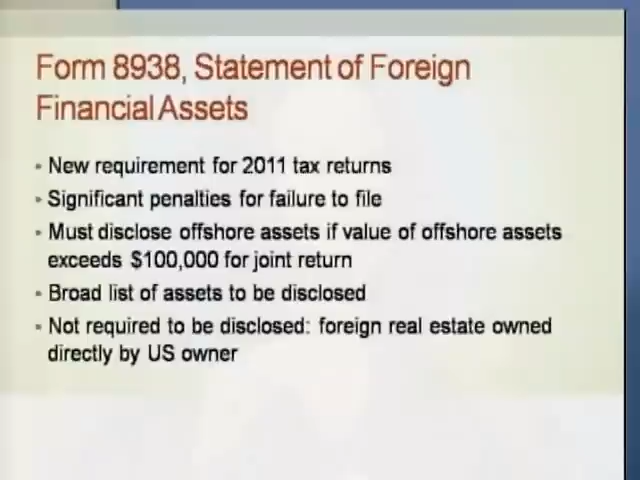 Form 8938, Statement of Foreign
Financial Assets
• New requirement for 2011 tax returns
• Significant penalties for failure to file
• Must disclose offshore assets if value of offshore assets
exceeds $100,000 for joint return
• Broad list of assets to be disclosed
• Not required to be disclosed: foreign real estate owned
directly by US owner